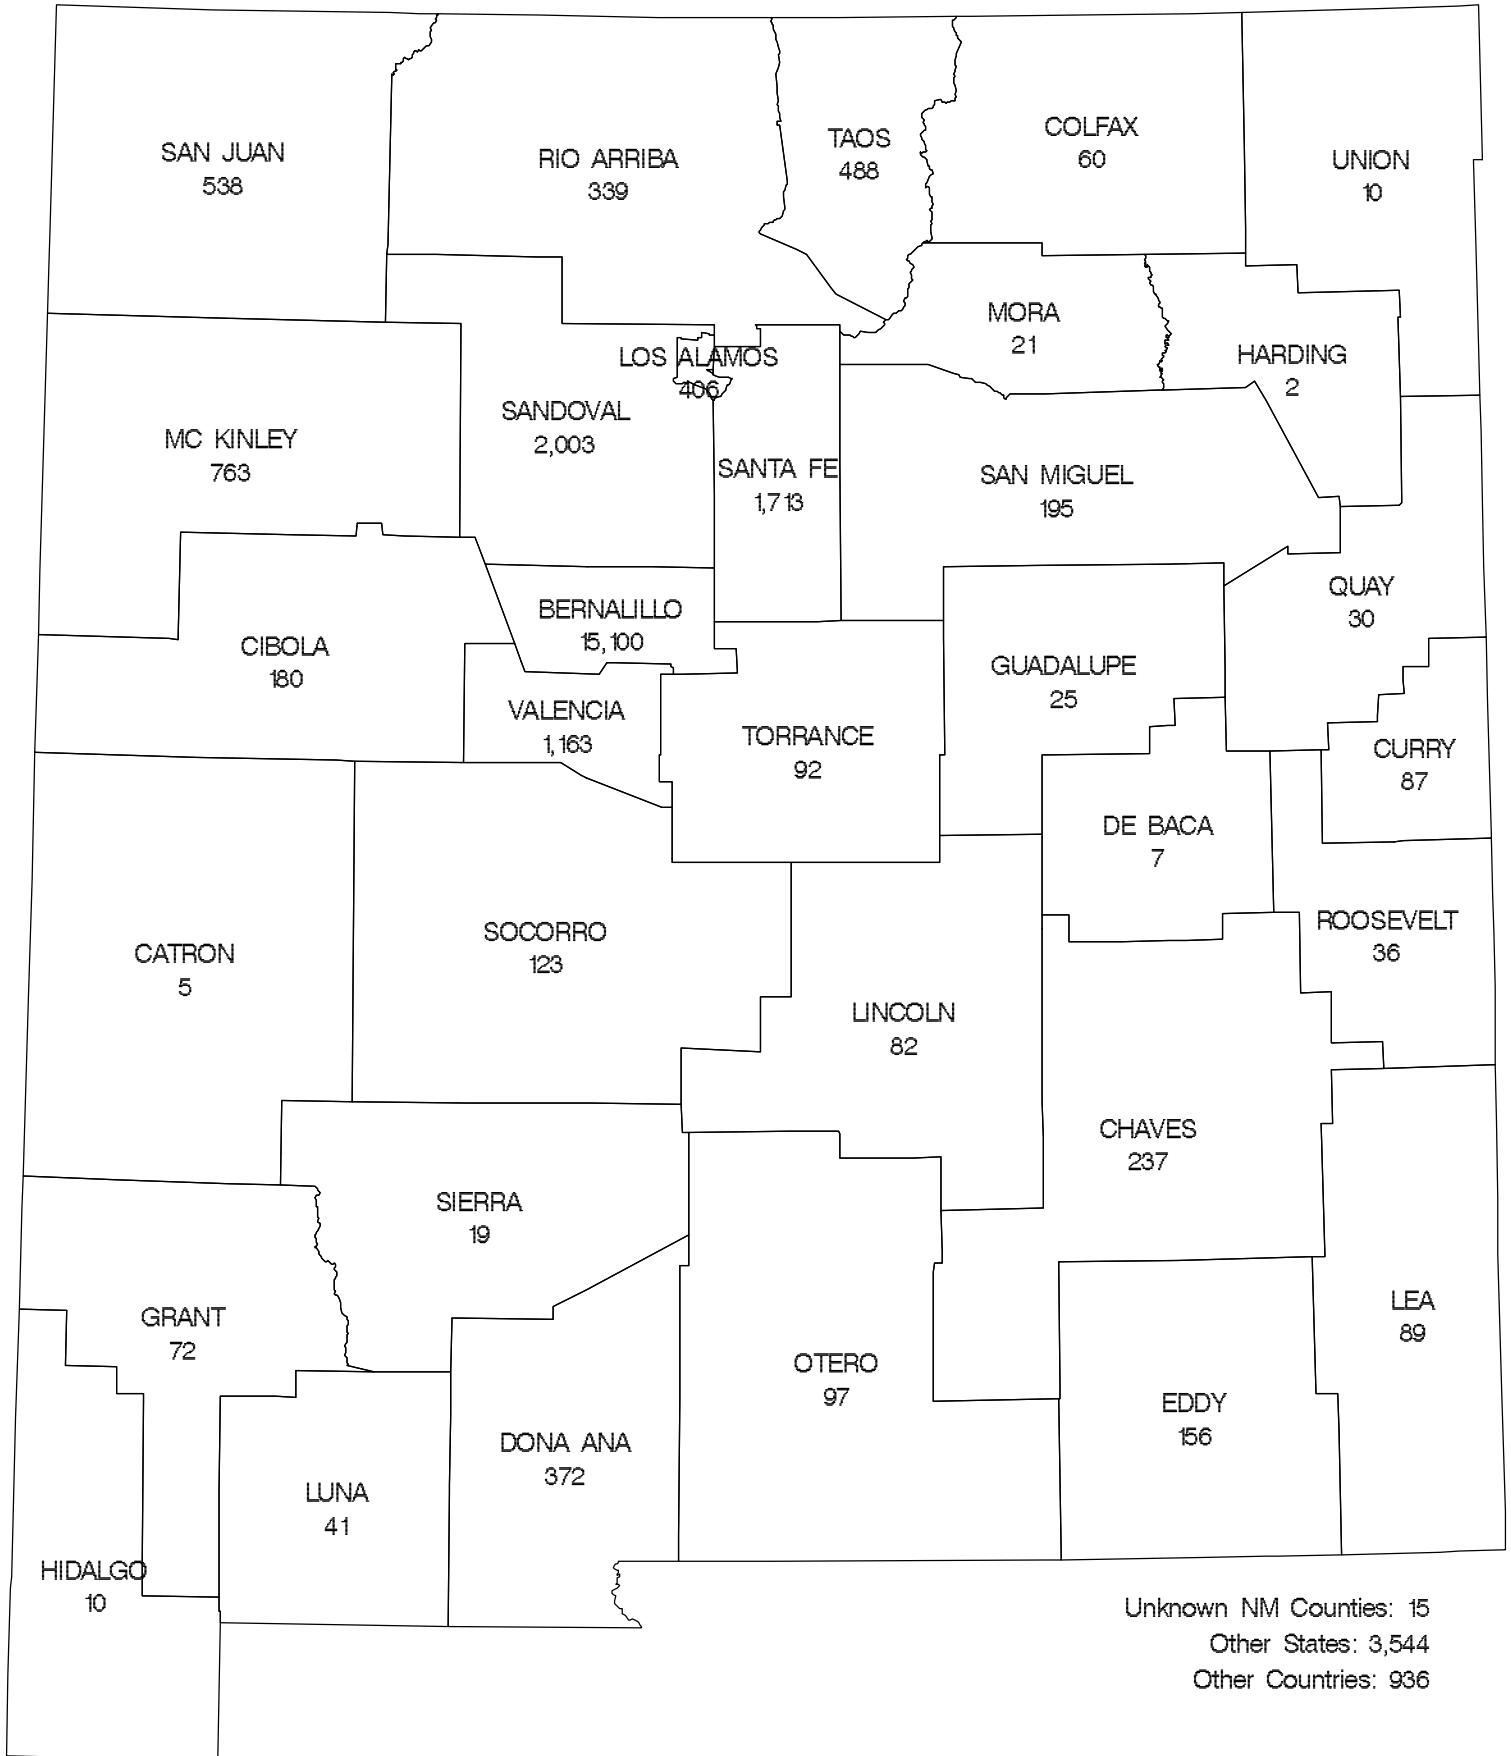 SAN JUAN
538
RIO ARRIBA
339
TAOS
488
COLFAX
60
UNION
10
MORA
21
HARDING
2
LOS ALAMOS
406
SANDOVAL
2,003
MC KINLEY
763
SANTA FE
1,713
SAN MIGUEL
195
QUAY
30
BERNALILLO
15,100
CIBOLA
180
GUADALUPE
25
VALENCIA
1,163
TORRANCE
92
CURRY
87
DE BACA
7
ROOSEVELT
36
SOCORRO
123
CATRON
5
LINCOLN
82
CHAVES
237
SIERRA
19
LEA
89
GRANT
72
OTERO
97
EDDY
156
DONA ANA
372
LUNA
41
HIDALGO
10
Unknown NM Counties: 15
Other States: 3,544
Other Countries: 936